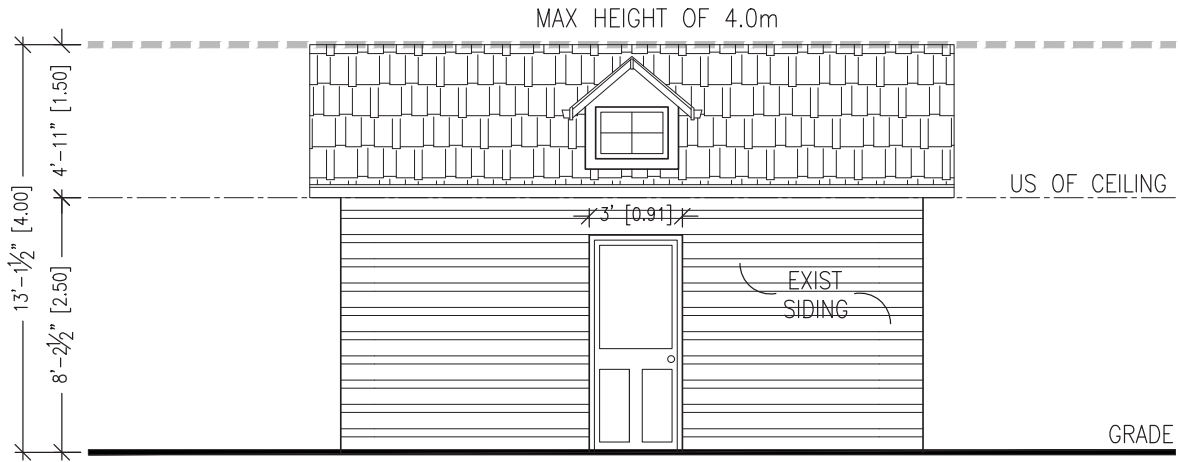 MAX HEIGHT OF 4.0m
4'-11" [1.50]
13'-1½" [4.00]
US OF CEILING
3' [0.91]
8'-2½" [2.50]
EXIST
SIDING
GRADE